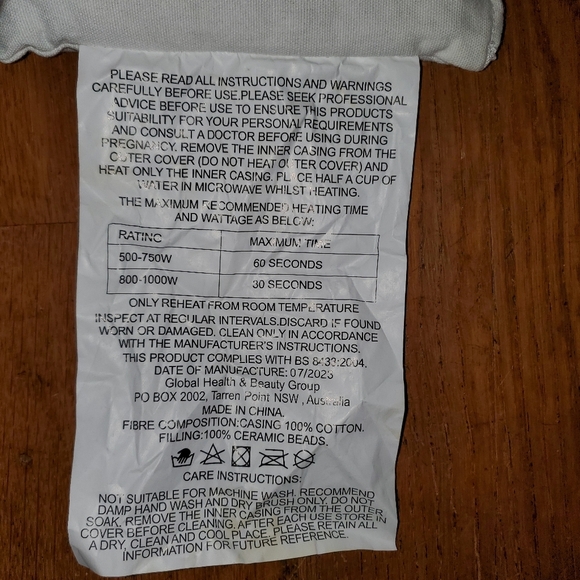 PLEASE READ ALL INSTRUCTIONS AND WARNINGS
CAREFULLY BEFORE USE.PLEASE SEEK PROFESSIONAL
ADVICE BEFORE USE TO ENSURE THIS PRODUCTS
SUITABILITY FOR YOUR PERSONAL REQUIREMENTS
AND CONSULT A DOCTOR BEFORE USING DURING
PREGNANCY. REMOVE THE INNER CASING FROM THE
OUTER COVER (DO NOT HEAT OUTER COVER) AND
HEAT ONLY THE INNER CASING. PLACE HALF A CUP OF
WATER IN MICROWAVE WHILST HEATING.
THE MAXIMUM RECOMMENDED HEATING TIME
AND WATTAGE AS BELOW:
RATING MAXIMUM TIME
500-750W 60 SECONDS
800-1000W 30 SECONDS
ONLY REHEAT FROM ROOM TEMPERATURE
INSPECT AT REGULAR INTERVALS.DISCARD IF FOUND
WORN OR DAMAGED. CLEAN ONLY IN ACCORDANCE
WITH THE MANUFACTURER'S INSTRUCTIONS.
THIS PRODUCT COMPLIES WITH BS 8433:2004.
DATE OF MANUFACTURE: 07/2023
Global Health & Beauty Group
PO BOX 2002, Tarren Point NSW , Australia
MADE IN CHINA.
FIBRE COMPOSITION:CASING 100% COTTON.
FILLING:100% CERAMIC BEADS.
CARE INSTRUCTIONS:
NOT SUITABLE FOR MACHINE WASH. RECOMMEND
DAMP HAND WASH AND DRY BRUSH ONLY. DO NOT
SOAK. REMOVE THE INNER CASING FROM THE OUTER
COVER BEFORE CLEANING. AFTER EACH USE STORE IN
A DRY, CLEAN AND COOL PLACE. PLEASE RETAIN ALL
INFORMATION FOR FUTURE REFERENCE.